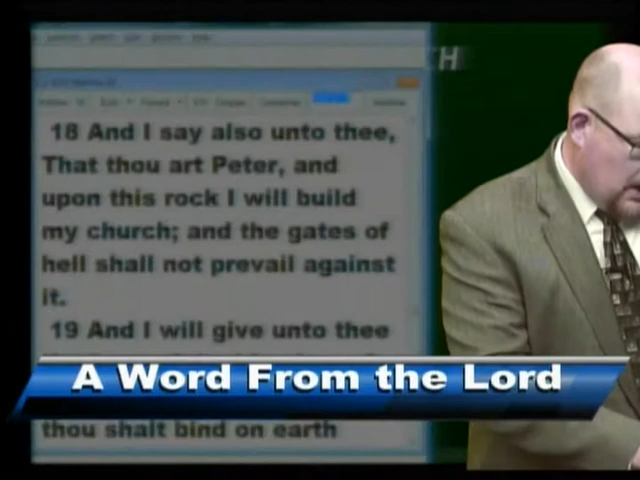 18 And I say also unto thee,
That thou art Peter, and
upon this rock I will build
my church; and the gates of
hell shall not prevail against
it.
19 And I will give unto thee
A Word From the Lord
thou shalt bind on earth